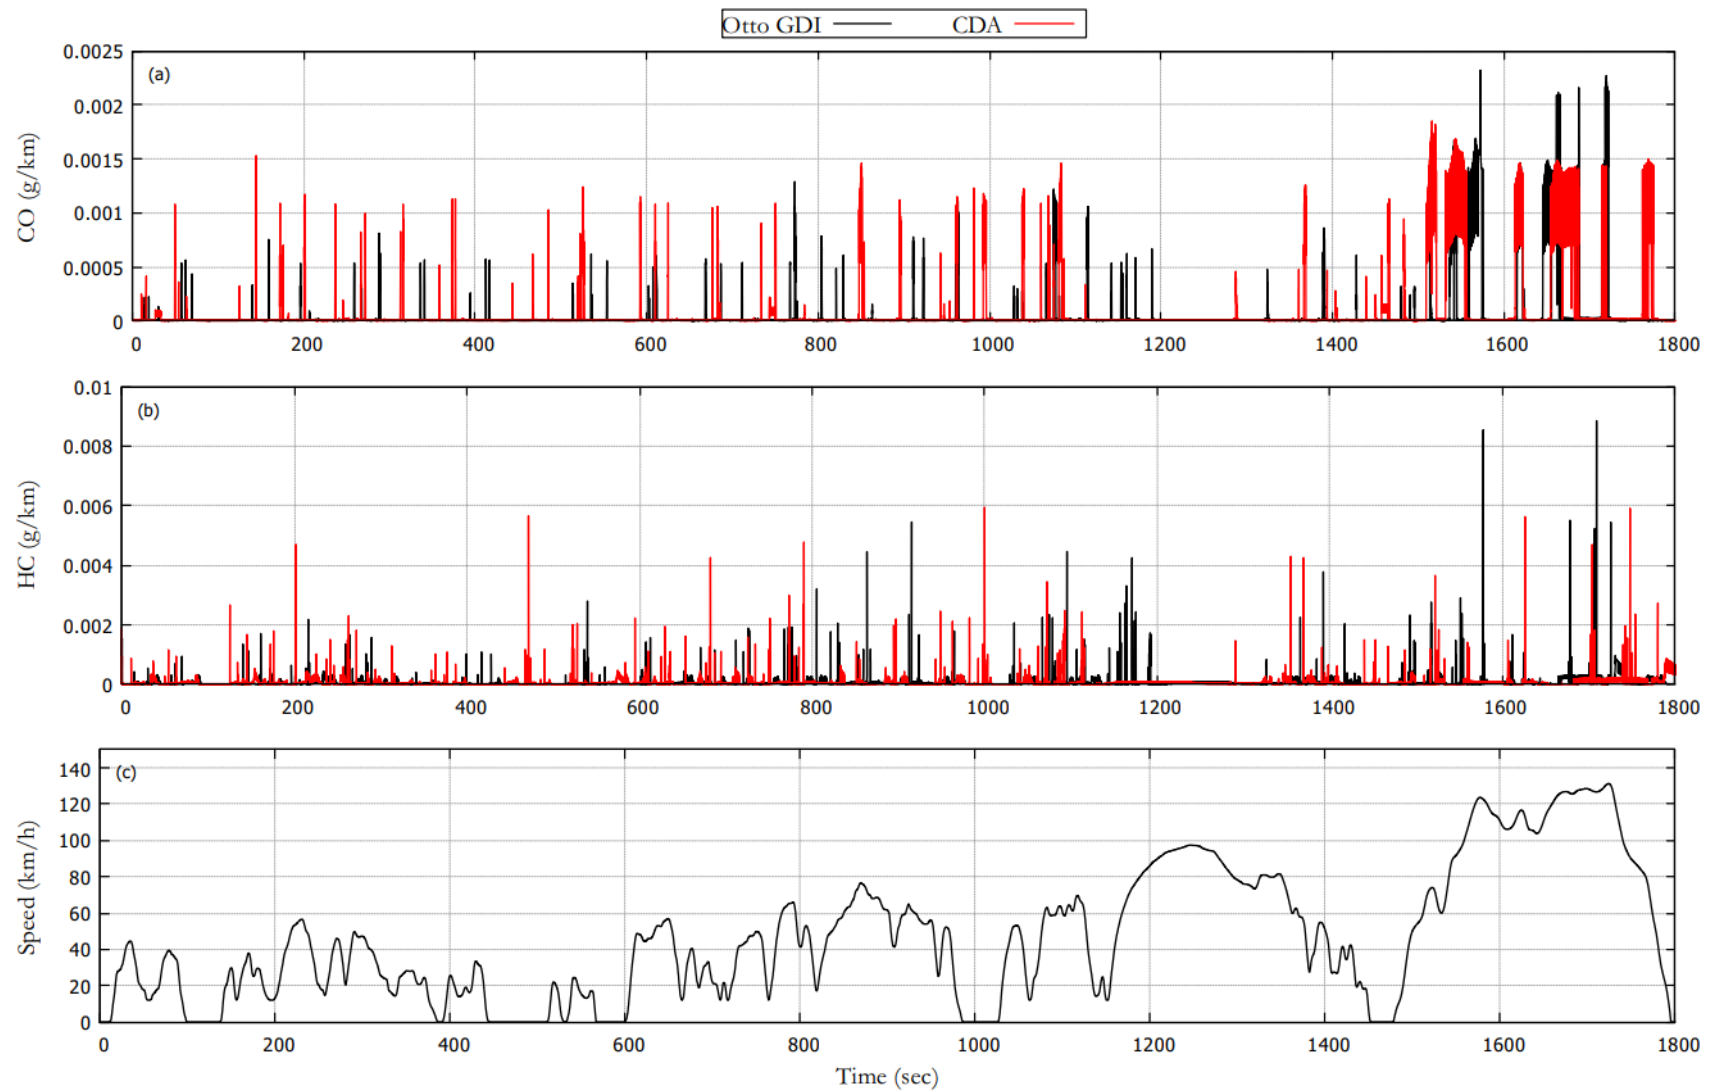 Otto GDI CDA
0.0025
(a)
0.002
0.0015
0.001
0.0005
0
CO (g/km)
0 200 400 600 800 1000 1200 1400 1600 1800
0.01
(b)
0.008
0.006
0.004
0.002
0
HC (g/km)
0 200 400 600 800 1000 1200 1400 1600 1800
140
(c)
120
100
80
60
40
20
0
Speed (km/h)
0 200 400 600 800 1000 1200 1400 1600 1800
Time (sec)